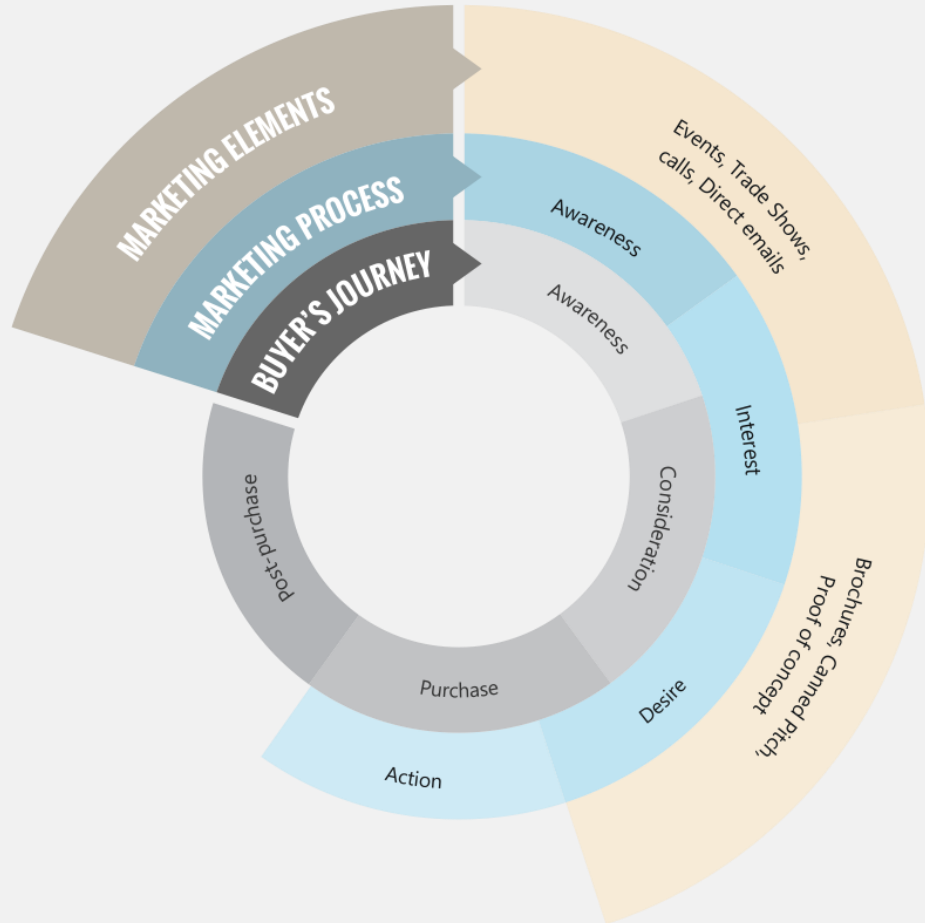 MARKETING ELEMENTS
MARKETING PROCESS
BUYER'S JOURNEY
Events, Trade Shows,
calls, Direct emails
Brochures, Canned Pitch,
Proof of concept
Awareness
Interest
Desire
Action
Awareness
Consideration
Purchase
Post-purchase